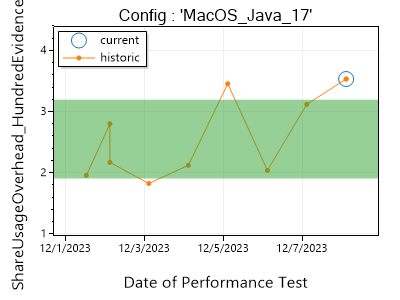 Config : 'MacOS_Java_17'
current
historic
ShareUsageOverhead_HundredEvidence
4
3
2
1
12/1/2023
12/3/2023
12/5/2023
12/7/2023
Date of Performance Test